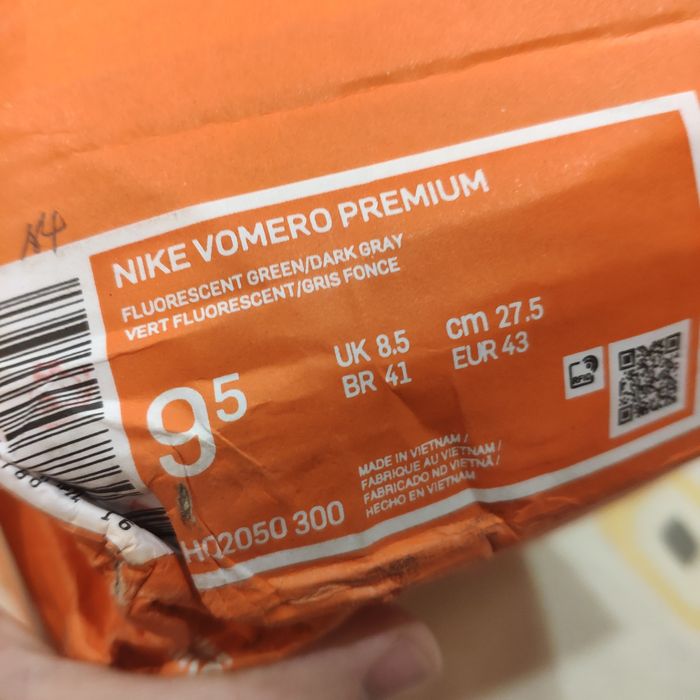 NIKE VOMERO PREMIUM
FLUORESCENT GREEN/DARK GRAY
VERT FLUORESCENT/GRIS FONCE
9⁵
UK 8.5 cm 27.5
BR 41 EUR 43
MADE IN VIETNAM /
FABRIQUE AU VIETNAM /
FABRICADO NO VIETNÃ /
HECHO EN VIETNAM
HQ2050 300